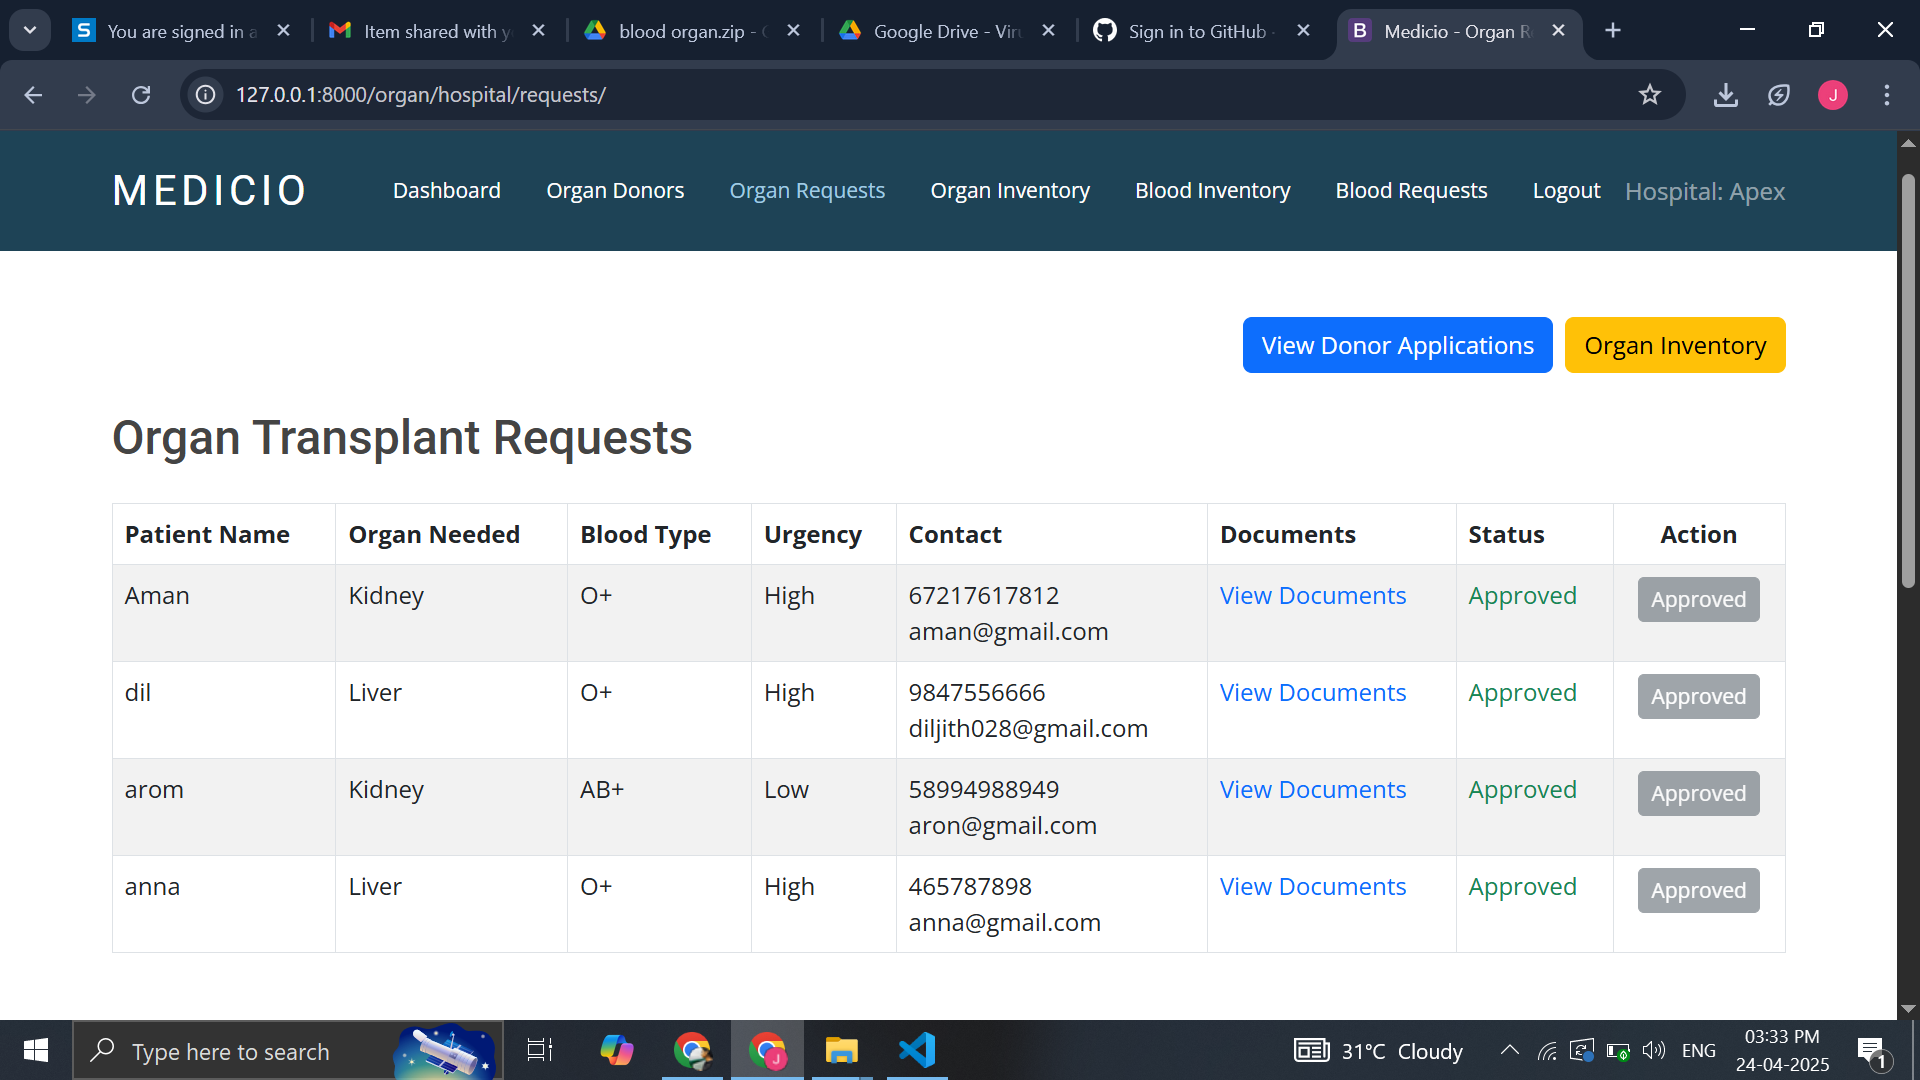 You are signed in a
Item shared with y
blood organ.zip - G
Google Drive - Viru
Sign in to GitHub ·
Medicio - Organ R
127.0.0.1:8000/organ/hospital/requests/
J
MEDICIO
Dashboard
Organ Donors
Organ Requests
Organ Inventory
Blood Inventory
Blood Requests
Logout
Hospital: Apex
View Donor Applications
Organ Inventory
Organ Transplant Requests
Patient Name Organ Needed Blood Type Urgency Contact Documents Status Action
Aman Kidney O+ High 67217617812 View Documents Approved Approved
aman@gmail.com
dil Liver O+ High 9847556666 View Documents Approved Approved
diljith028@gmail.com
arom Kidney AB+ Low 58994988949 View Documents Approved Approved
aron@gmail.com
anna Liver O+ High 465787898 View Documents Approved Approved
anna@gmail.com
Type here to search
31°C Cloudy
ENG
03:33 PM
24-04-2025
1